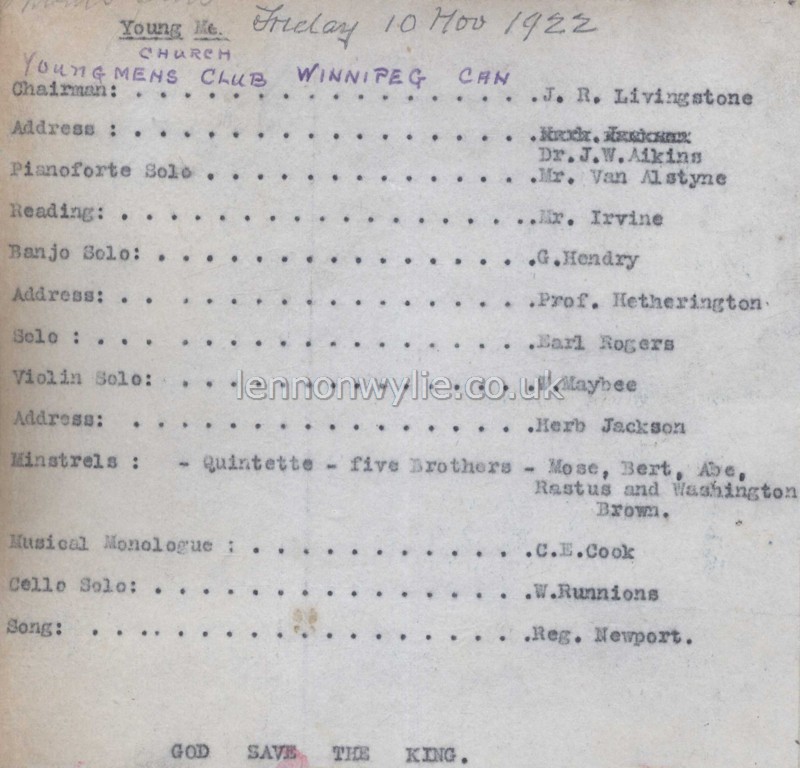 Young Me. Friday 10 Nov 1922
CHURCH
YOUNG MENS CLUB WINNIPEG CAN
Chairman: . . . . . . . . . . . . . . . . . .J. R. Livingstone
Address : . . . . . . . . . . . . . . . . . .
Dr.J.W.Aikins
Pianoforte Solo . . . . . . . . . . . . . .Mr. Van Alstyne
Reading: . . . . . . . . . . . . . . . . . ..Mr. Irvine
Banjo Solo: . . . . . . . . . . . . . . . .G.Hendry
Address: . . . . . . . . . . . . . . . . . .Prof. Hetherington
Solo : . . . . . . . . . . . . . . . . . . .Earl Rogers
Violin Solo: . . . . . . . . . . . . . . .W.Maybee
lennonwylie.co.uk
Address: . . . . . . . . . . . . . . . . .Herb Jackson
Minstrels : - Quintette - five Brothers - Mose, Bert, Abe,
Rastus and Washington
Brown.
Musical Monologue : . . . . . . . . . . . .C.E.Cook
Cello Solo: . . . . . . . . . . . . . . . .W.Runnions
Song: . . . .. . . . . . . . . . . . . . . .Reg. Newport.
GOD SAVE THE KING.